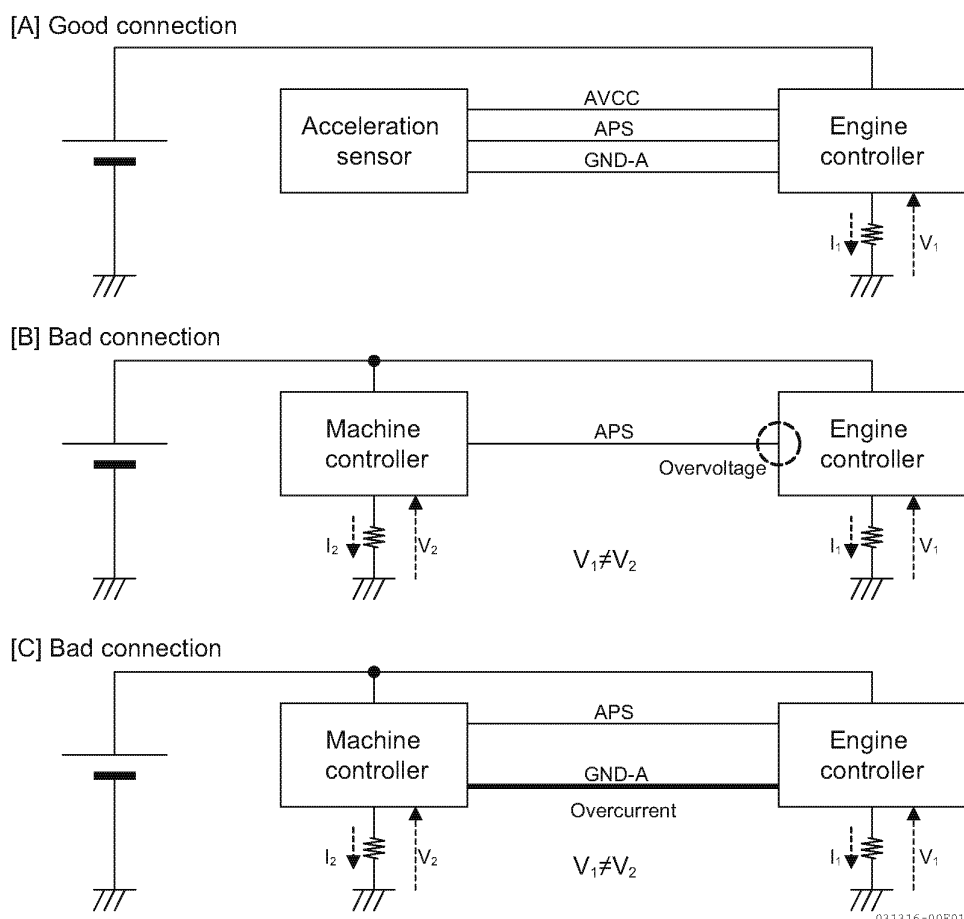 [A] Good connection
Acceleration
sensor
AVCC
APS
GND-A
Engine
controller
I₁
V₁
[B] Bad connection
Machine
controller
APS
Overvoltage
Engine
controller
I₂
V₂
V₁≠V₂
I₁
V₁
[C] Bad connection
Machine
controller
APS
GND-A
Overcurrent
Engine
controller
I₂
V₂
V₁≠V₂
I₁
V₁